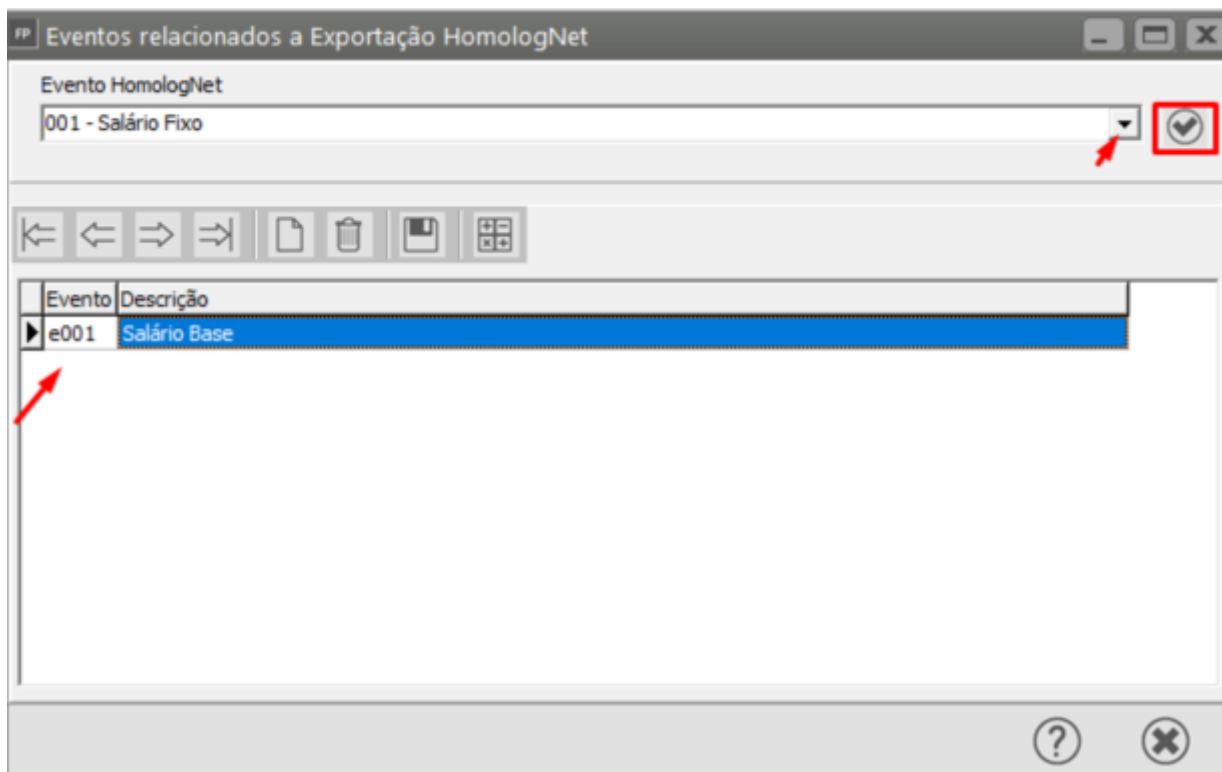 FP Eventos relacionados a Exportação HomologNet
Evento HomologNet
001 - Salário Fixo
Evento Descrição
e001 Salário Base